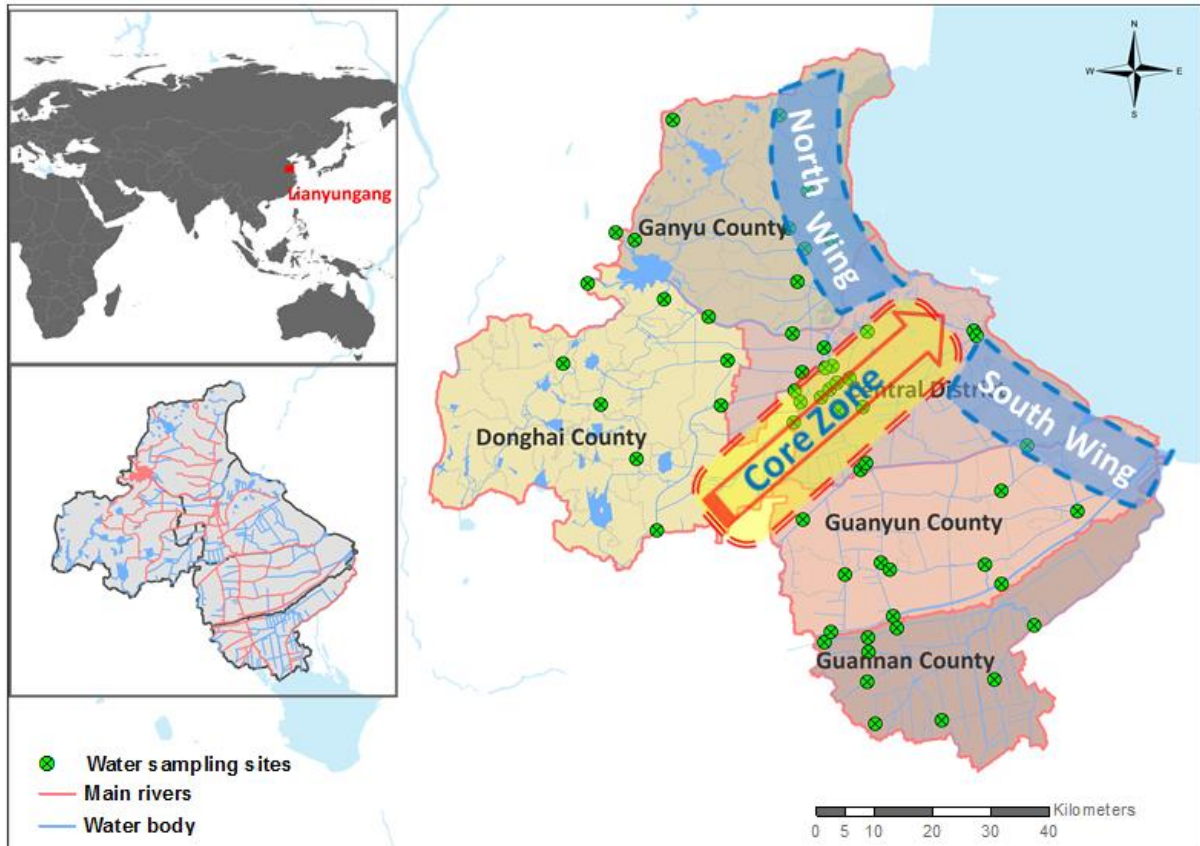 N
W
E
S
Lianyungang
North Wing
Ganyu County
Central District
South Wing
Core Zone
Donghai County
Guanyun County
Guannan County
Water sampling sites
Main rivers
Water body
Kilometers
0 5 10 20 30 40